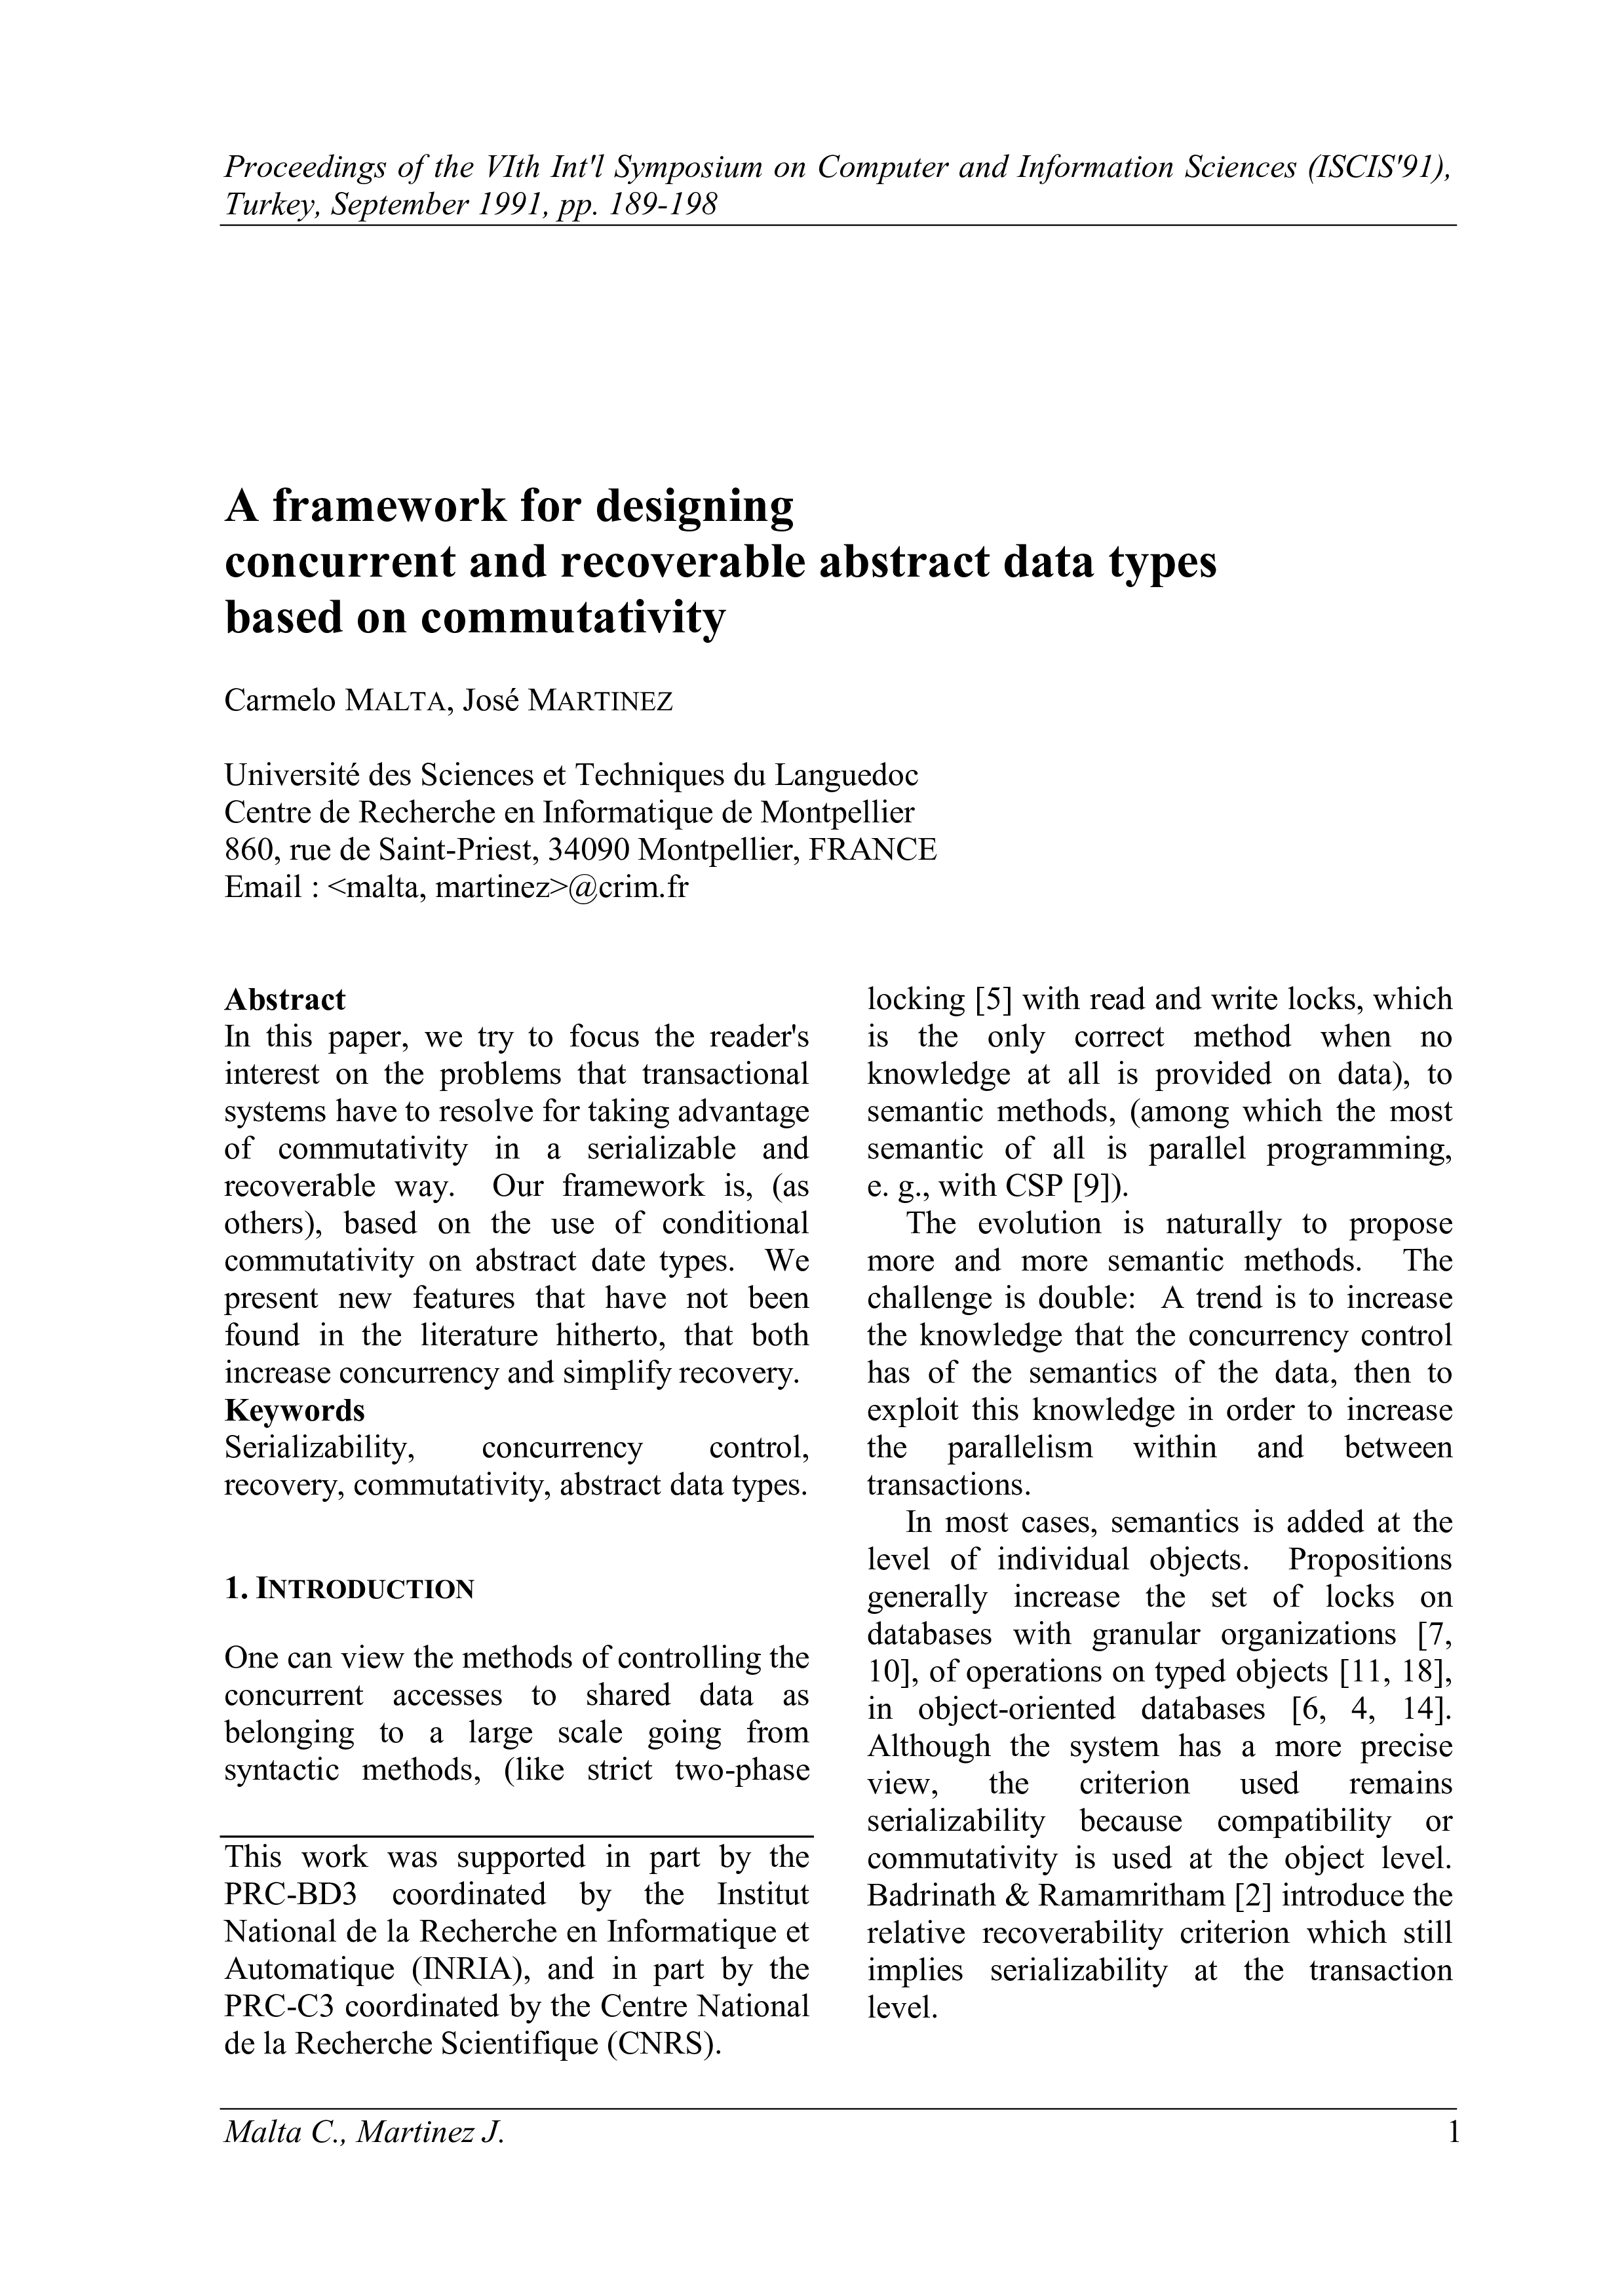 Proceedings of the VIth Int'l Symposium on Computer and Information Sciences (ISCIS'91),
Turkey, September 1991, pp. 189-198
A framework for designing
concurrent and recoverable abstract data types
based on commutativity
Carmelo MALTA, José MARTINEZ
Université des Sciences et Techniques du Languedoc
Centre de Recherche en Informatique de Montpellier
860, rue de Saint-Priest, 34090 Montpellier, FRANCE
Email : <malta, martinez>@crim.fr
Abstract
In this paper, we try to focus the reader's
interest on the problems that transactional
systems have to resolve for taking advantage
of commutativity in a serializable and
recoverable way. Our framework is, (as
others), based on the use of conditional
commutativity on abstract date types. We
present new features that have not been
found in the literature hitherto, that both
increase concurrency and simplify recovery.
Keywords
Serializability, concurrency control,
recovery, commutativity, abstract data types.
1. INTRODUCTION
One can view the methods of controlling the
concurrent accesses to shared data as
belonging to a large scale going from
syntactic methods, (like strict two-phase
This work was supported in part by the
PRC-BD3 coordinated by the Institut
National de la Recherche en Informatique et
Automatique (INRIA), and in part by the
PRC-C3 coordinated by the Centre National
de la Recherche Scientifique (CNRS).
locking [5] with read and write locks, which
is the only correct method when no
knowledge at all is provided on data), to
semantic methods, (among which the most
semantic of all is parallel programming,
e. g., with CSP [9]).
The evolution is naturally to propose
more and more semantic methods. The
challenge is double: A trend is to increase
the knowledge that the concurrency control
has of the semantics of the data, then to
exploit this knowledge in order to increase
the parallelism within and between
transactions.
In most cases, semantics is added at the
level of individual objects. Propositions
generally increase the set of locks on
databases with granular organizations [7,
10], of operations on typed objects [11, 18],
in object-oriented databases [6, 4, 14].
Although the system has a more precise
view, the criterion used remains
serializability because compatibility or
commutativity is used at the object level.
Badrinath & Ramamritham [2] introduce the
relative recoverability criterion which still
implies serializability at the transaction
level.
Malta C., Martinez J.
1